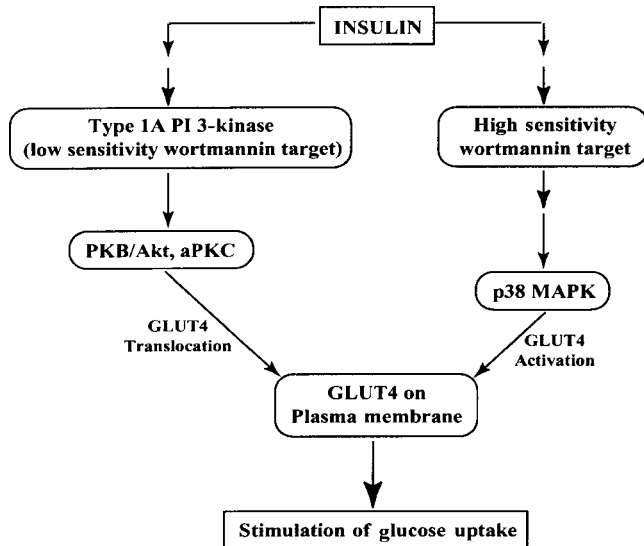 INSULIN
Type 1A PI 3-kinase
(low sensitivity wortmannin target)
High sensitivity
wortmannin target
PKB/Akt, aPKC
p38 MAPK
GLUT4
Translocation
GLUT4
Activation
GLUT4 on
Plasma membrane
Stimulation of glucose uptake